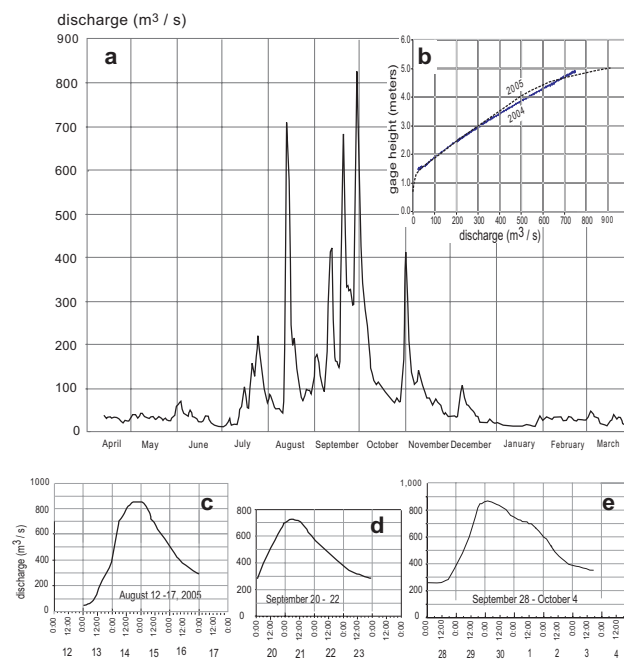 discharge (m3 / s)
900
800
700
600
500
400
300
200
100
0
a
April May June July August September October November December January February March
b
gage height (meters)
6.0
5.0
4.0
3.0
2.0
1.0
0.0
2005
2004
0 100 200 300 400 500 600 700 800 900
discharge (m3 / s)
c
discharge (m3 / s)
1000
800
600
400
200
0
August 12 -17, 2005
0:00 12:00 0:00 12:00 0:00 12:00 0:00 12:00 0:00 12:00 0:00 12:00 0:00
12 13 14 15 16 17
d
800
600
400
200
0
September 20 - 22
0:00 12:00 0:00 12:00 0:00 12:00 0:00 12:00 0:00
20 21 22 23
e
1,000
800
600
400
200
0
September 28 - October 4
0:00 12:00 0:00 12:00 0:00 12:00 0:00 12:00 0:00 12:00 0:00 12:00 0:00 12:00
28 29 30 1 2 3 4